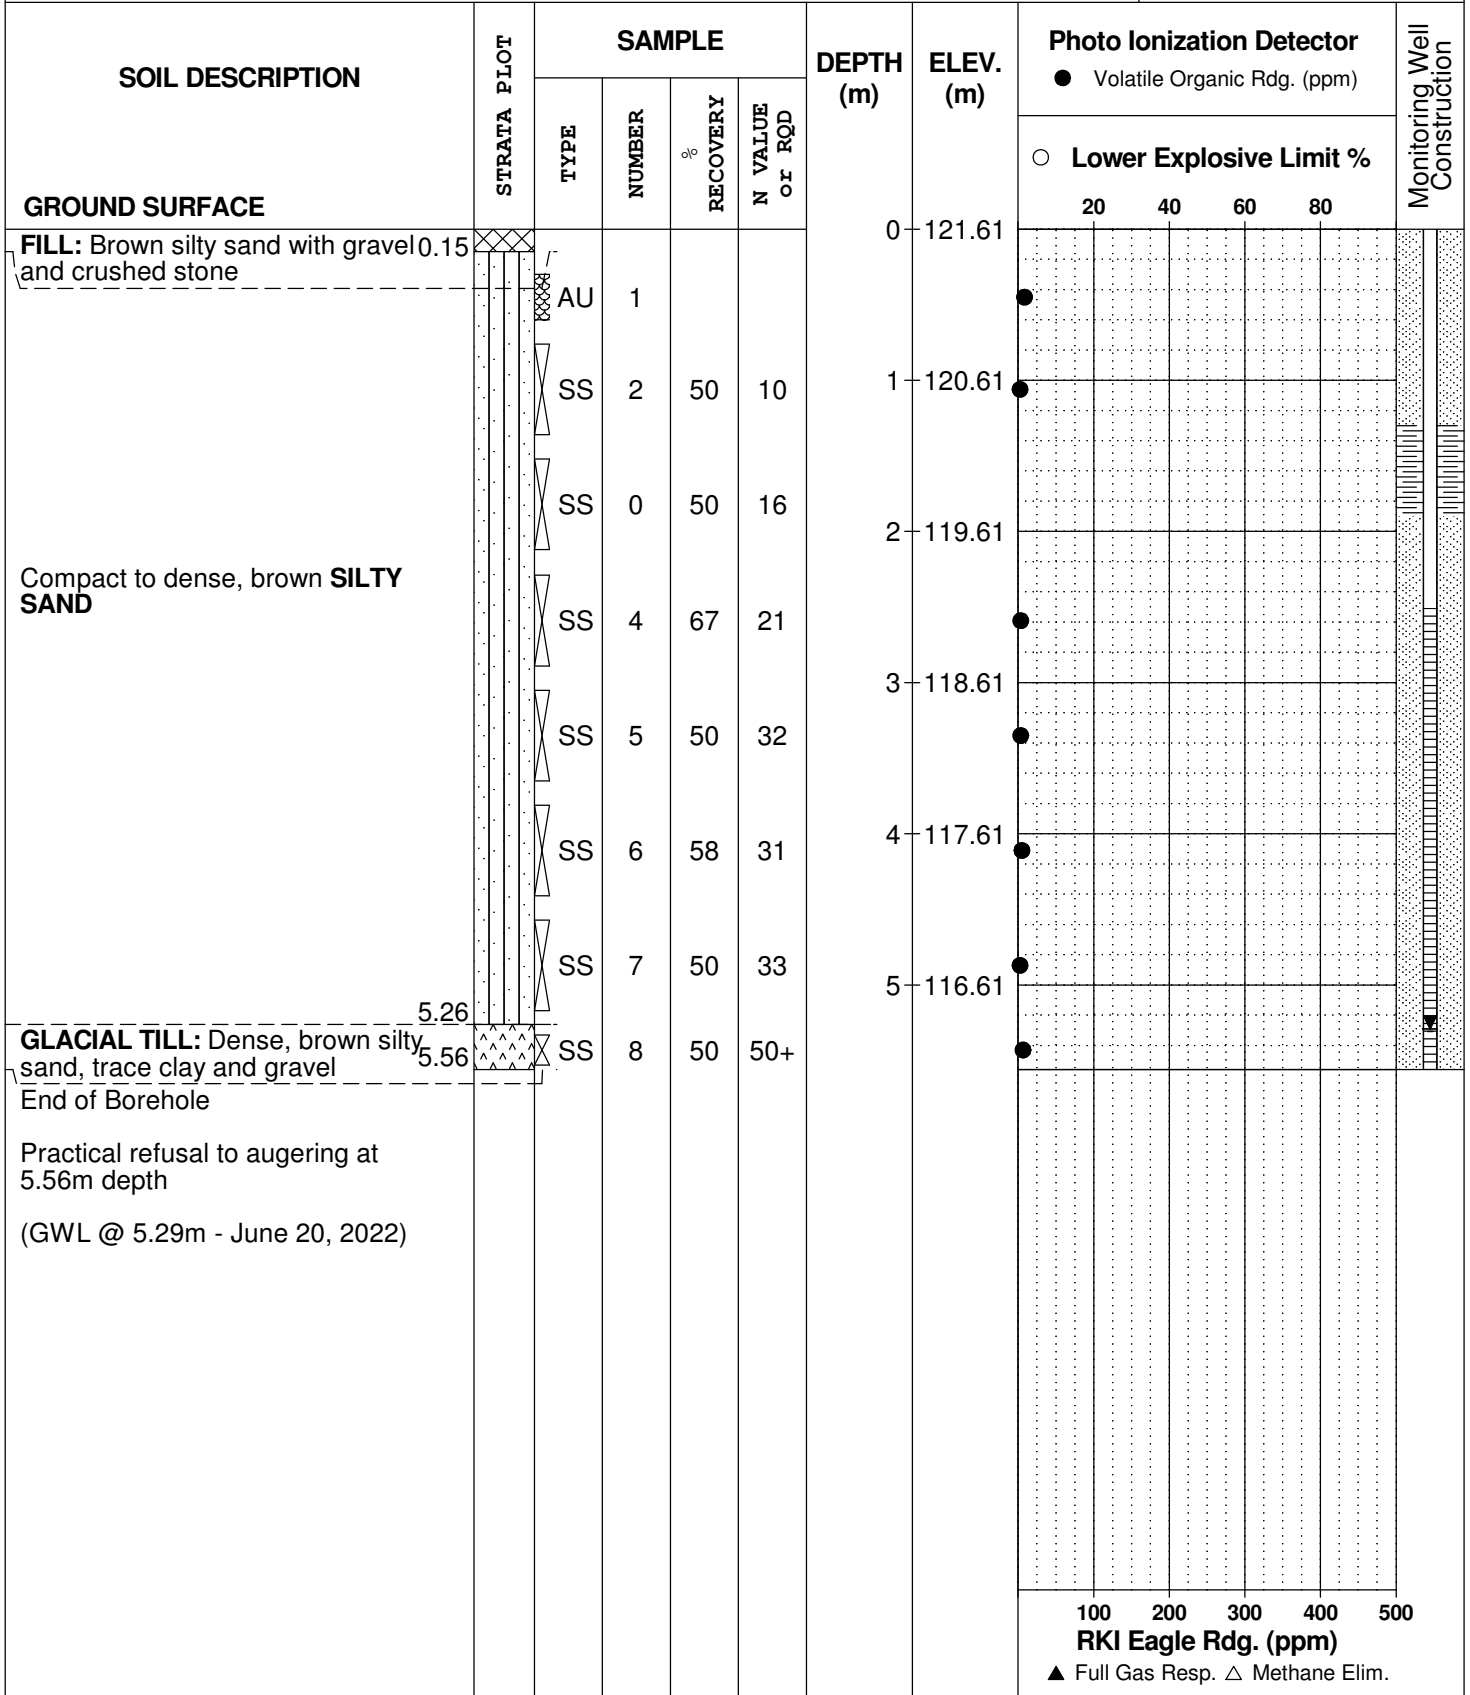 SOIL DESCRIPTION
GROUND SURFACE
STRATA PLOT
SAMPLE
TYPE
NUMBER
% RECOVERY
N VALUE or RQD
DEPTH
(m)
ELEV.
(m)
Photo Ionization Detector
● Volatile Organic Rdg. (ppm)
○ Lower Explosive Limit %
20 40 60 80
Monitoring Well
Construction
0 121.61
FILL: Brown silty sand with gravel 0.15
and crushed stone
AU 1
1 120.61
SS 2 50 10
SS 0 50 16
2 119.61
Compact to dense, brown SILTY
SAND
SS 4 67 21
3 118.61
SS 5 50 32
4 117.61
SS 6 58 31
SS 7 50 33
5 116.61
5.26
GLACIAL TILL: Dense, brown silty
sand, trace clay and gravel
5.56
SS 8 50 50+
End of Borehole
Practical refusal to augering at
5.56m depth
(GWL @ 5.29m - June 20, 2022)
100 200 300 400 500
RKI Eagle Rdg. (ppm)
▲ Full Gas Resp. △ Methane Elim.